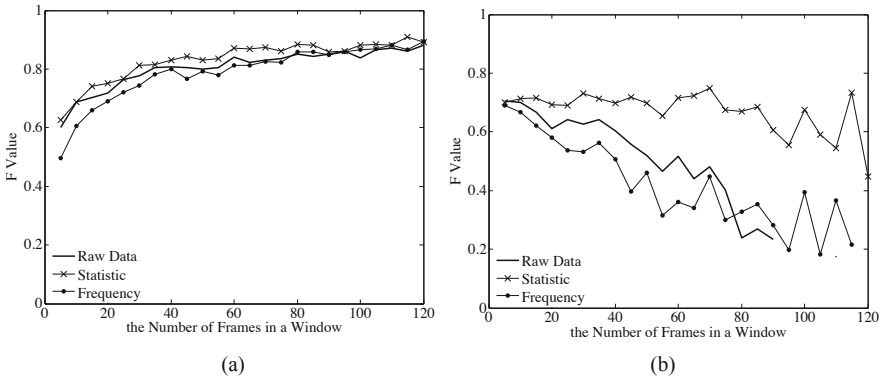 1
0.8
0.6
0.4
0.2
0
F Value
Raw Data
Statistic
Frequency
0 20 40 60 80 100 120
the Number of Frames in a Window
(a)
1
0.8
0.6
0.4
0.2
0
F Value
Raw Data
Statistic
Frequency
0 20 40 60 80 100 120
the Number of Frames in a Window
(b)